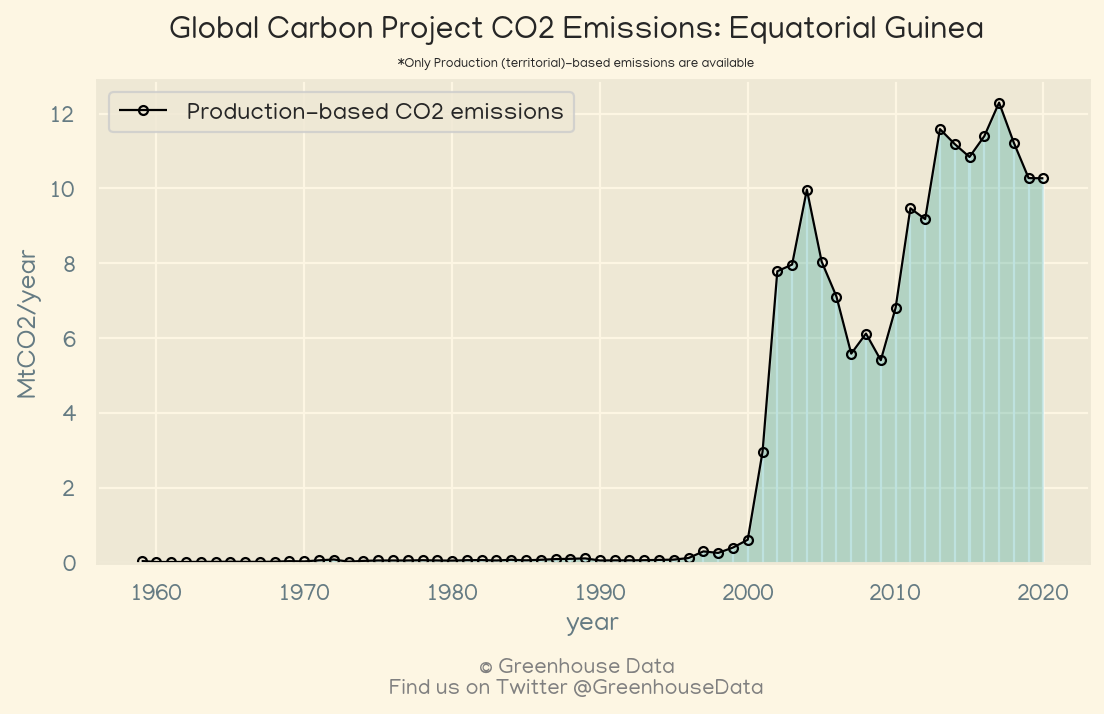 Global Carbon Project CO2 Emissions: Equatorial Guinea
*Only Production (territorial)-based emissions are available
Production-based CO2 emissions
12
10
8
6
4
2
0
MtCO2/year
1960 1970 1980 1990 2000 2010 2020
year
© Greenhouse Data
Find us on Twitter @GreenhouseData